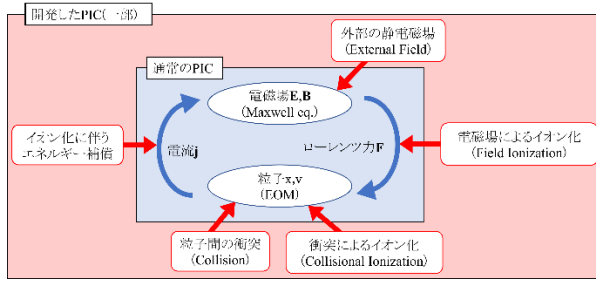 開発したPIC(一部)
外部の静電磁場
(External Field)
通常のPIC
電磁場E,B
(Maxwell eq.)
イオン化に伴う
エネルギー補償
電流j
ローレンツ力F
電磁場によるイオン化
(Field Ionization)
粒子x,v
(EOM)
粒子間の衝突
(Collision)
衝突によるイオン化
(Collisional Ionization)